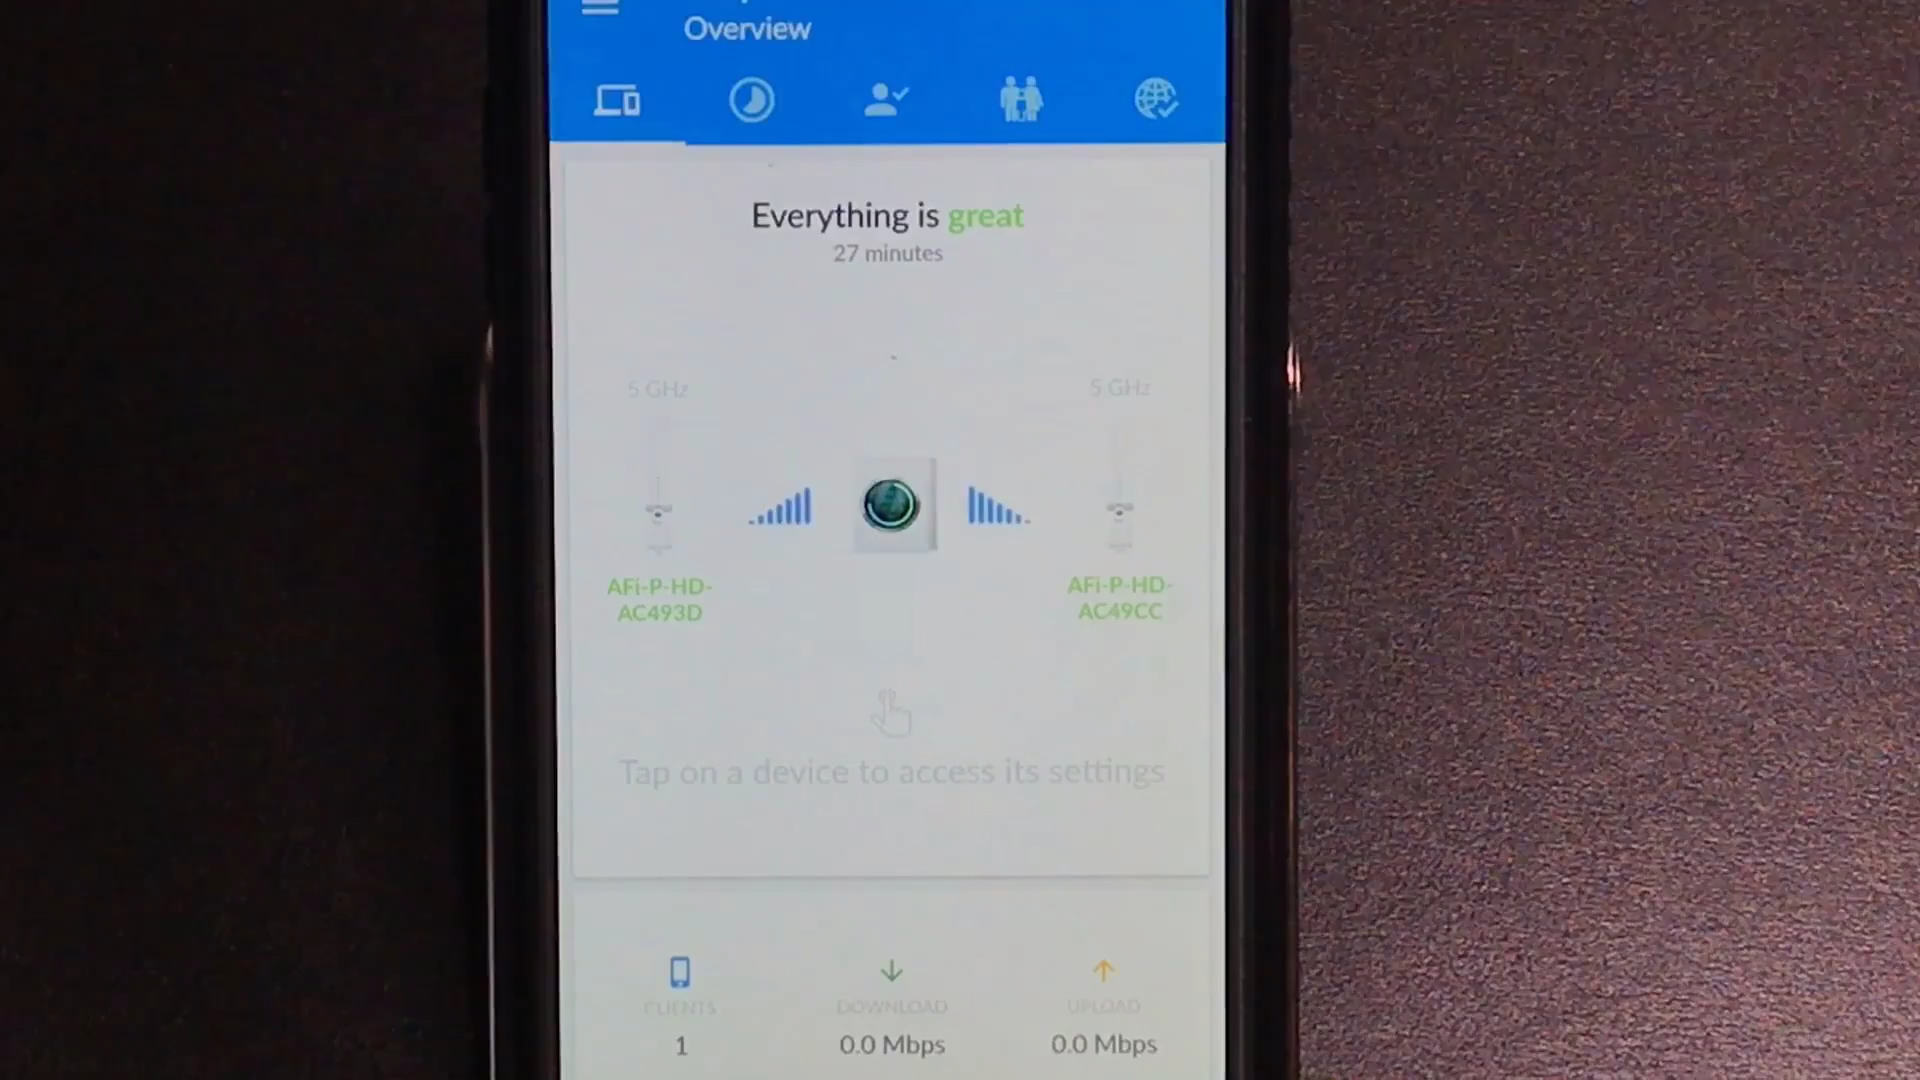 Overview
Everything is great
27 minutes
5 GHz
5 GHz
AFi-P-HD-
AC493D
AFi-P-HD-
AC49CC
Tap on a device to access its settings
CLIENTS
DOWNLOAD
UPLOAD
1
0.0 Mbps
0.0 Mbps